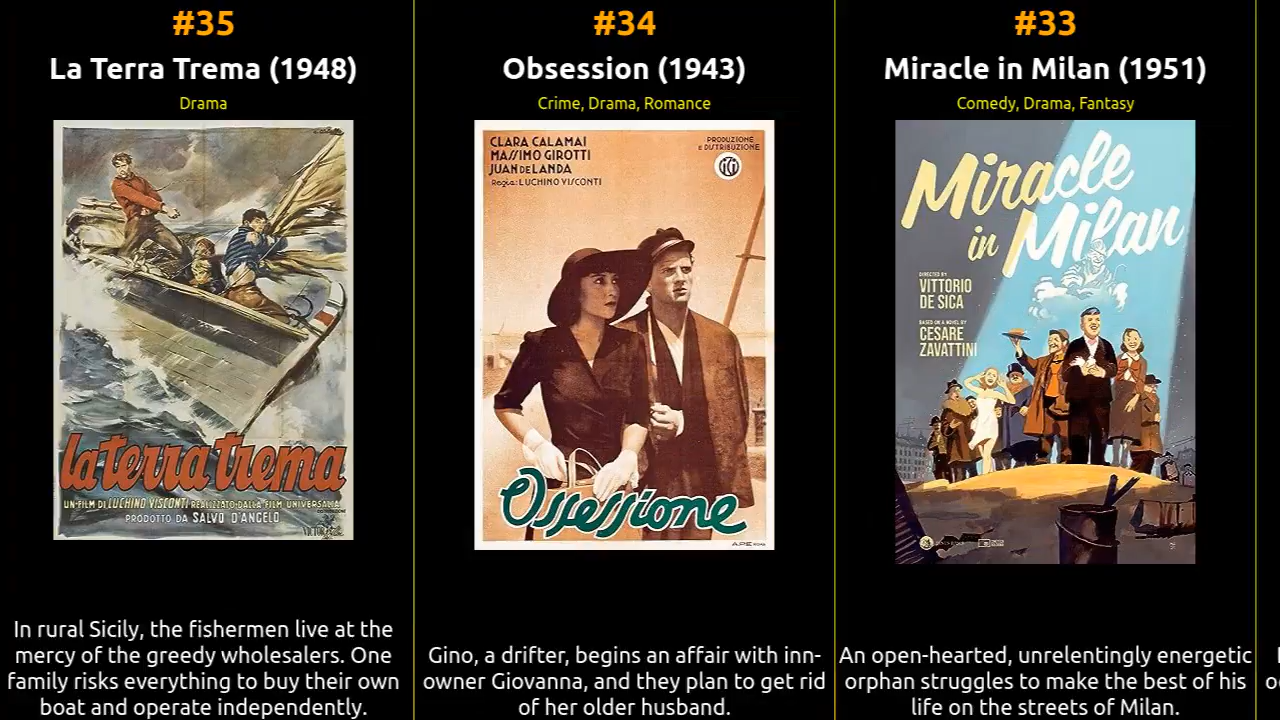 #35
La Terra Trema (1948)
Drama
la terra trema
UN FILM DI LUCHINO VISCONTI REALIZZATO DALLA FILM UNIVERSALIA
PRODOTTO DA SALVO D'ANGELO
In rural Sicily, the fishermen live at the
mercy of the greedy wholesalers. One
family risks everything to buy their own
boat and operate independently.
#34
Obsession (1943)
Crime, Drama, Romance
CLARA CALAMAI
MASSIMO GIROTTI
JUAN DE LANDA
Regia: LUCHINO VISCONTI
PRODUZIONE
E DISTRIBUZIONE
ICI
Ossessione
Gino, a drifter, begins an affair with inn-
owner Giovanna, and they plan to get rid
of her older husband.
#33
Miracle in Milan (1951)
Comedy, Drama, Fantasy
Miracle
in Milan
DIRECTED BY
VITTORIO
DE SICA
BASED ON A NOVEL BY
CESARE
ZAVATTINI
An open-hearted, unrelentingly energetic
orphan struggles to make the best of his
life on the streets of Milan.